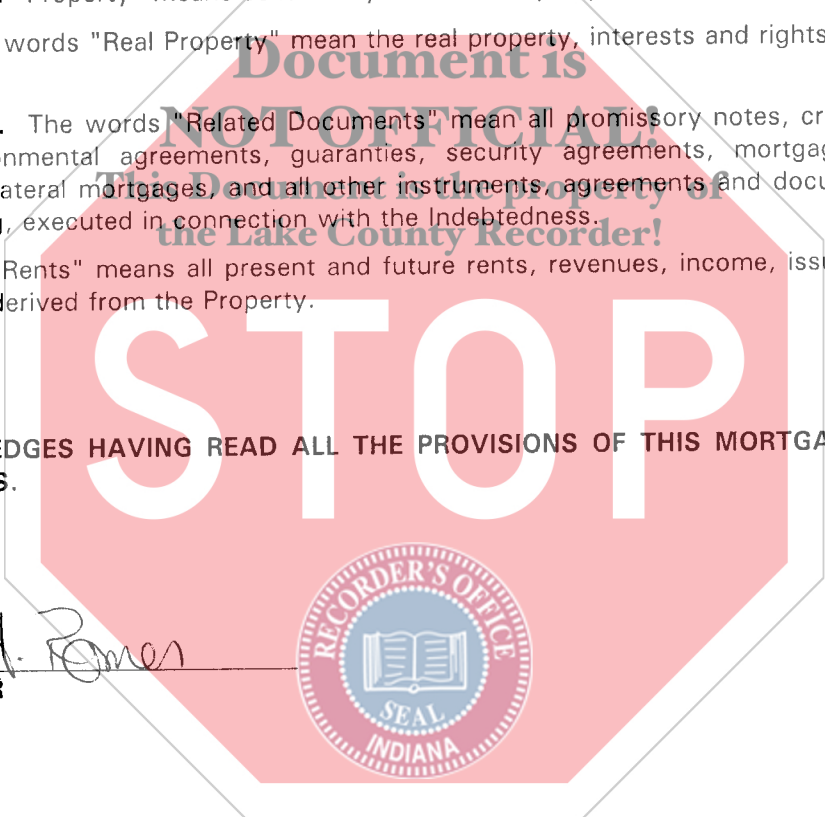 words "Real Property" mean the real property, interests and rights
Document is
NOT OFFICIAL!
This Document is the property of
the Lake County Recorder!
. The words "Related Documents" mean all promissory notes, cr
onmental agreements, guaranties, security agreements, mortga
ateral mortgages, and all other instruments, agreements and docu
, executed in connection with the Indebtedness.
Rents" means all present and future rents, revenues, income, issu
derived from the Property.
STOP
EDGES HAVING READ ALL THE PROVISIONS OF THIS MORTGA
S.
RECORDER'S OFFICE
SEAL
INDIANA